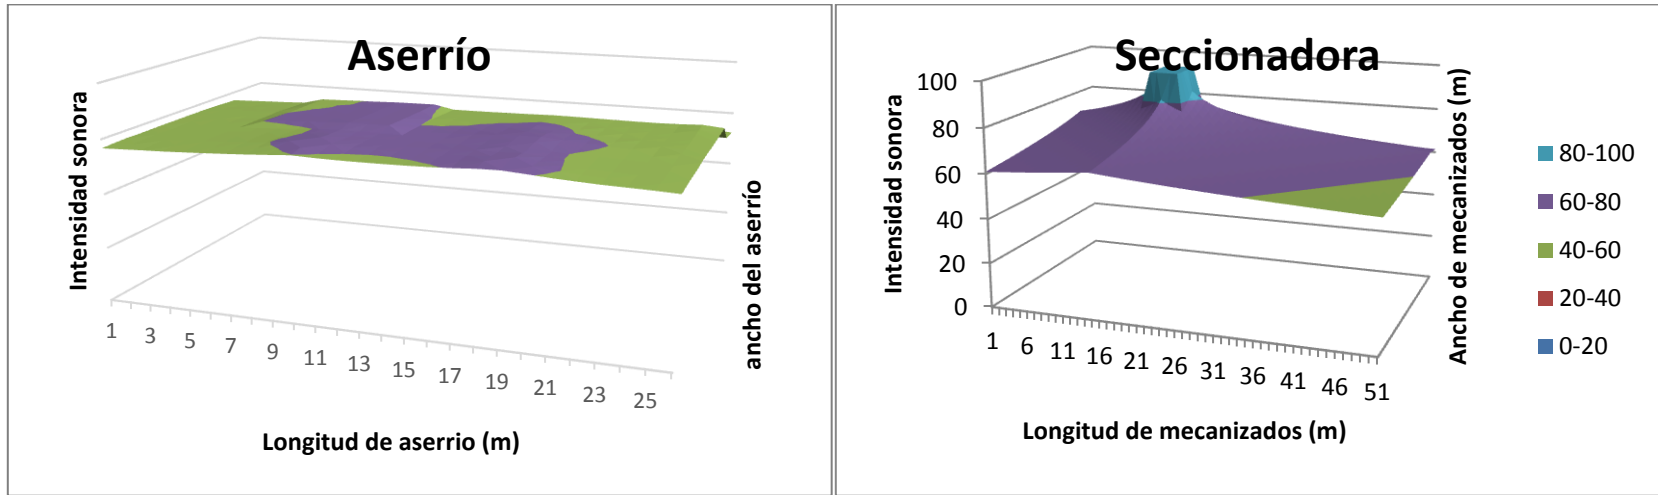 Aserrío
Intensidad sonora
ancho del aserrío
1 3 5 7 9 11 13 15 17 19 21 23 25
Longitud de aserrio (m)
Seccionadora
Intensidad sonora
100
80
60
40
20
0
Ancho de mecanizados (m)
1 6 11 16 21 26 31 36 41 46 51
Longitud de mecanizados (m)
80-100
60-80
40-60
20-40
0-20